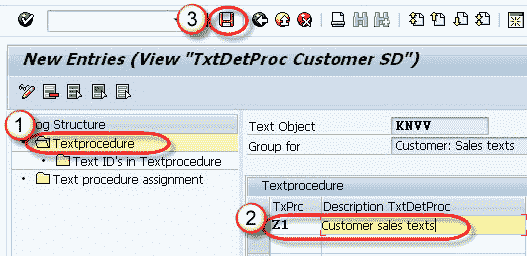 3
New Entries (View "TxtDetProc Customer SD")
1
og Structure
Textprocedure
Text ID's in Textprocedure
Text procedure assignment
Text Object KNVV
Group for Customer: Sales texts
Textprocedure
TxPrc Description TxtDetProc
2
Z1 Customer sales texts